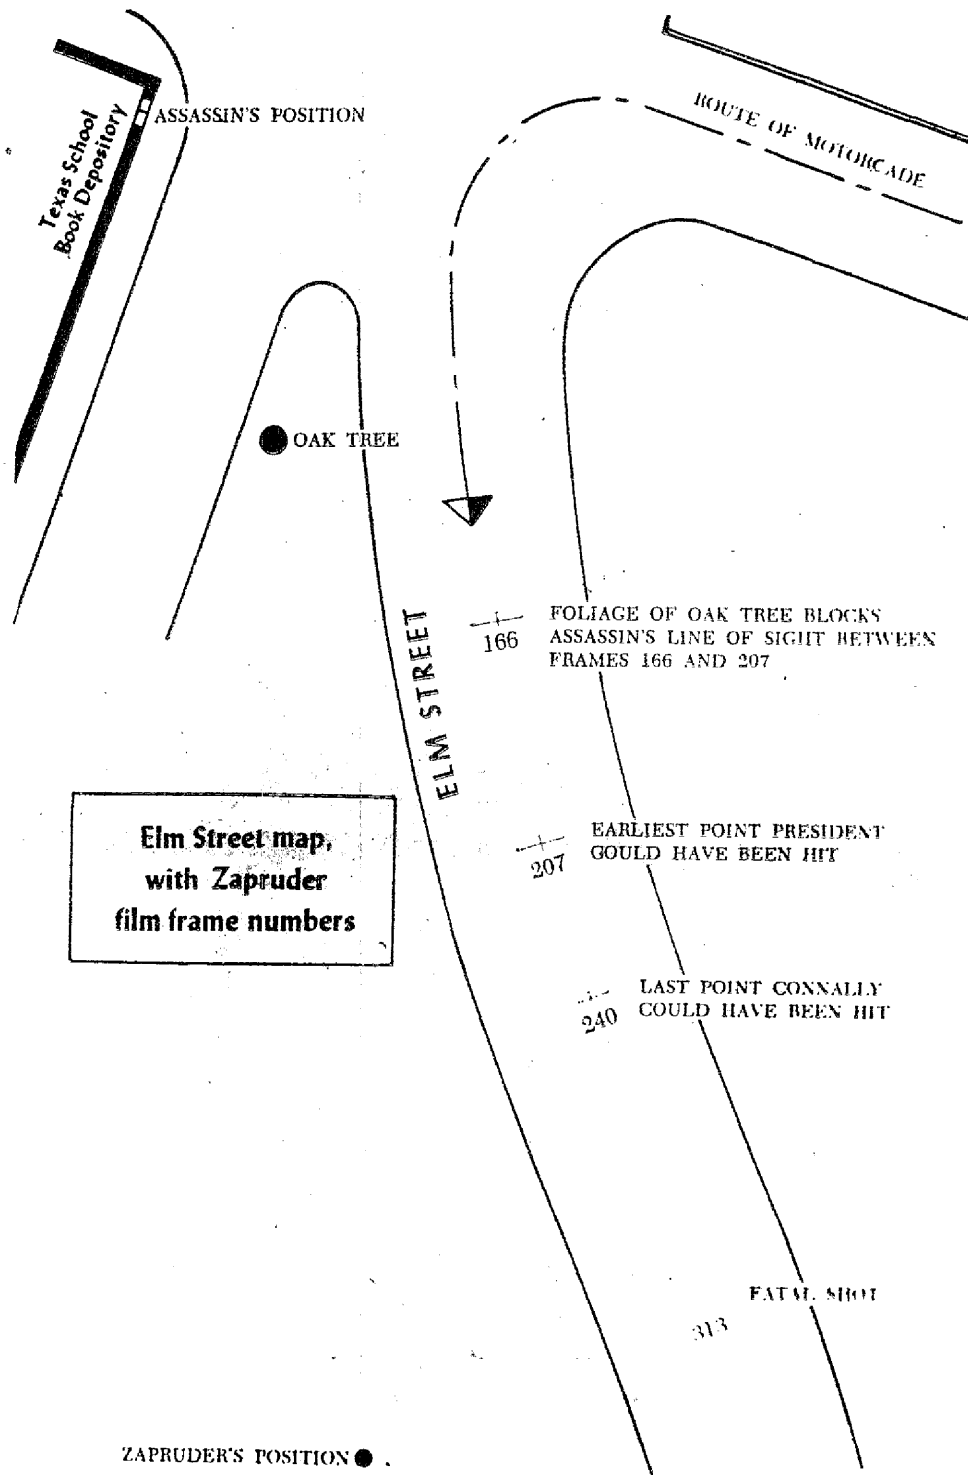 ASSASSIN'S POSITION
Texas School
Book Depository
ROUTE OF MOTORCADE
OAK TREE
166
FOLIAGE OF OAK TREE BLOCKS
ASSASSIN'S LINE OF SIGHT BETWEEN
FRAMES 166 AND 207
ELM STREET
Elm Street map,
with Zapruder
film frame numbers
207
EARLIEST POINT PRESIDENT
COULD HAVE BEEN HIT
240
LAST POINT CONNALLY
COULD HAVE BEEN HIT
FATAL SHOT
313
ZAPRUDER'S POSITION